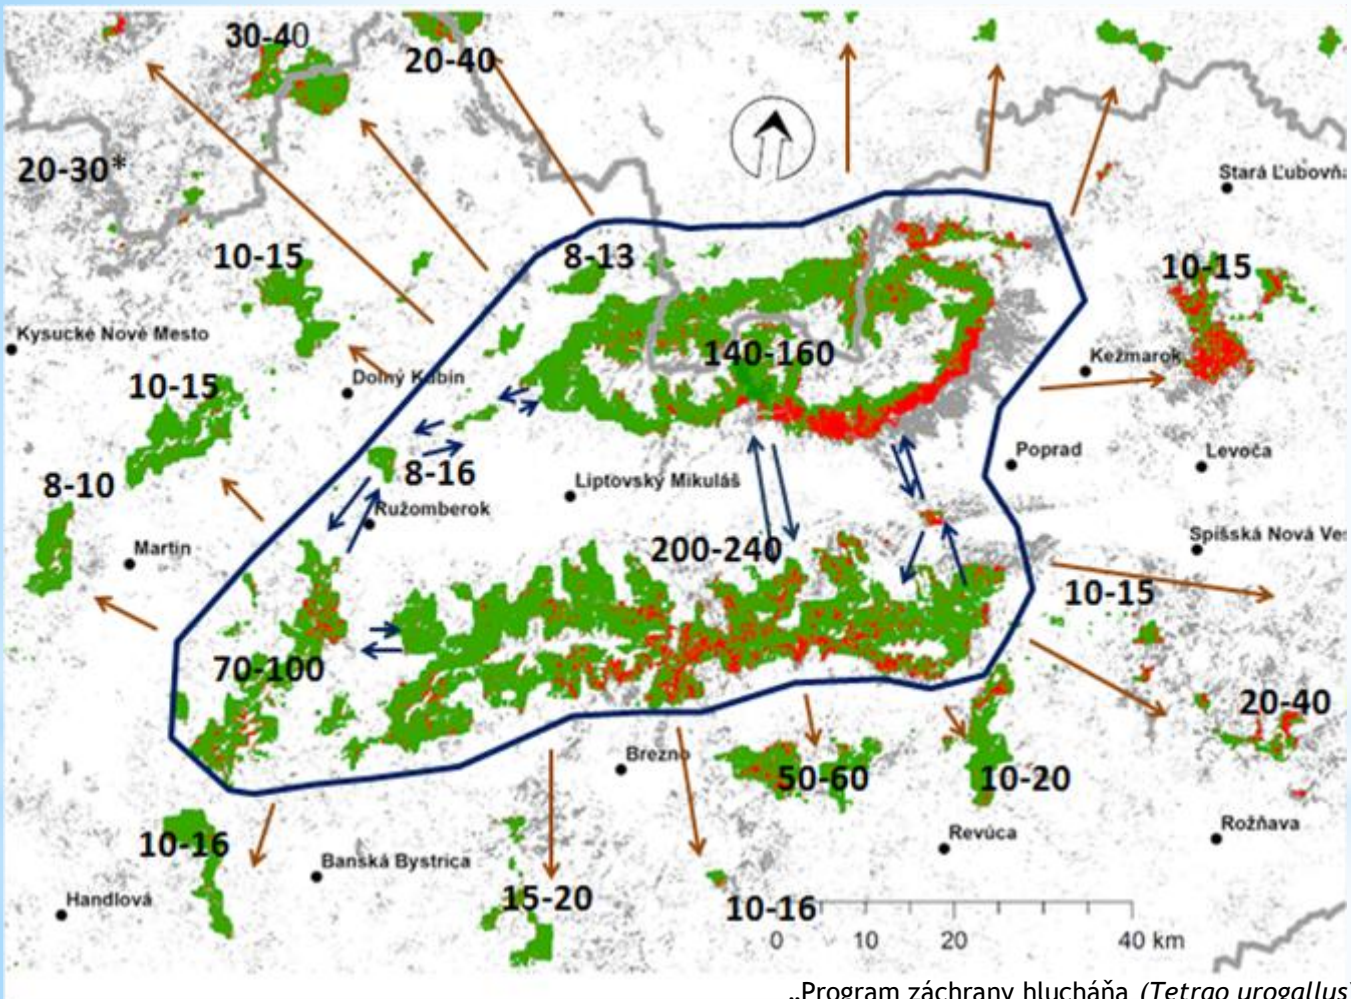 30-40
20-40
20-30*
Stará Ľubovňa
10-15
8-13
10-15
Kysucké Nové Mesto
140-160
Kežmarok
Dolný Kubín
10-15
Poprad
Levoča
8-16
Liptovský Mikuláš
8-10
Ružomberok
Martin
200-240
Spišská Nová Ves
10-15
70-100
20-40
Brezno
50-60
10-20
Revúca
Rožňava
10-16
Banská Bystrica
Handlová
15-20
10-16
0 10 20 40 km
„Program záchrany hlucháňa (Tetrao urogallus)